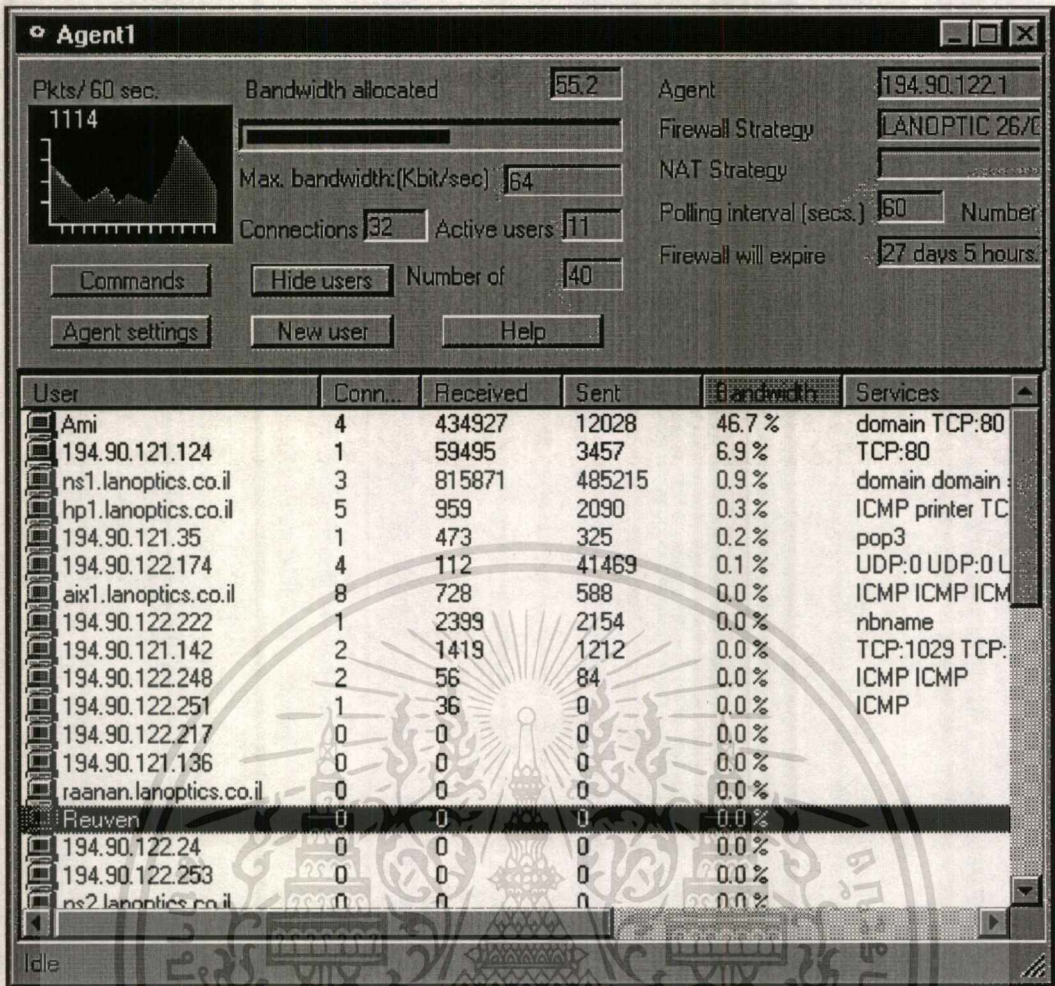 Agent1
Pkts/ 60 sec.
1114
Bandwidth allocated 55.2
Max. bandwidth:(Kbit/sec) 64
Connections 32 Active users 11
Number of 40
Commands Hide users
Agent settings New user Help
Agent 194.90.122.1
Firewall Strategy LANOPTIC 26/
NAT Strategy
Polling interval (secs.) 60 Number
Firewall will expire 27 days 5 hours.
User Conn... Received Sent Bandwidth Services
Ami 4 434927 12028 46.7 % domain TCP:80
194.90.121.124 1 59495 3457 6.9 % TCP:80
ns1.lanoptics.co.il 3 815871 485215 0.9 % domain domain
hp1.lanoptics.co.il 5 959 2090 0.3 % ICMP printer TC
194.90.121.35 1 473 325 0.2 % pop3
194.90.122.174 4 112 41469 0.1 % UDP:0 UDP:0 U
aix1.lanoptics.co.il 8 728 588 0.0 % ICMP ICMP ICM
194.90.122.222 1 2399 2154 0.0 % nbname
194.90.121.142 2 1419 1212 0.0 % TCP:1029 TCP:
194.90.122.248 2 56 84 0.0 % ICMP ICMP
194.90.122.251 1 36 0 0.0 % ICMP
194.90.122.217 0 0 0 0.0 %
194.90.121.136 0 0 0 0.0 %
raanan.lanoptics.co.il 0 0 0 0.0 %
Reuven 0 0 0 0.0 %
194.90.122.24 0 0 0 0.0 %
194.90.122.253 0 0 0 0.0 %
ns2.lanoptics.co.il 0 0 0 0.0 %
Idle